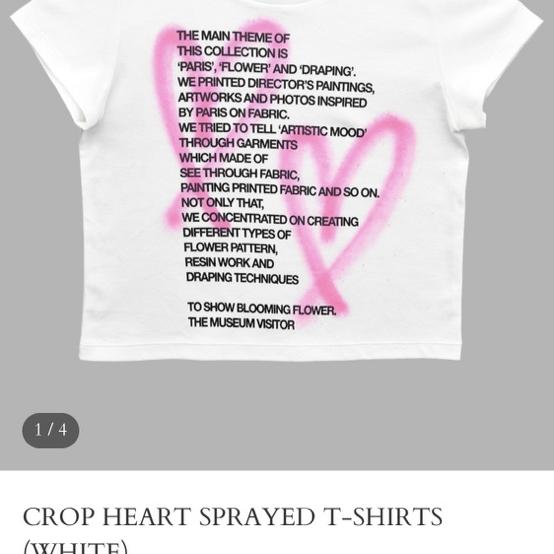 THE MAIN THEME OF
THIS COLLECTION IS
'PARIS', 'FLOWER' AND 'DRAPING'.
WE PRINTED DIRECTOR'S PAINTINGS,
ARTWORKS AND PHOTOS INSPIRED
BY PARIS ON FABRIC.
WE TRIED TO TELL 'ARTISTIC MOOD'
THROUGH GARMENTS
WHICH MADE OF
SEE THROUGH FABRIC,
PAINTING PRINTED FABRIC AND SO ON.
NOT ONLY THAT,
WE CONCENTRATED ON CREATING
DIFFERENT TYPES OF
FLOWER PATTERN,
RESIN WORK AND
DRAPING TECHNIQUES
TO SHOW BLOOMING FLOWER.
THE MUSEUM VISITOR
1 / 4
CROP HEART SPRAYED T-SHIRTS
(WHITE)